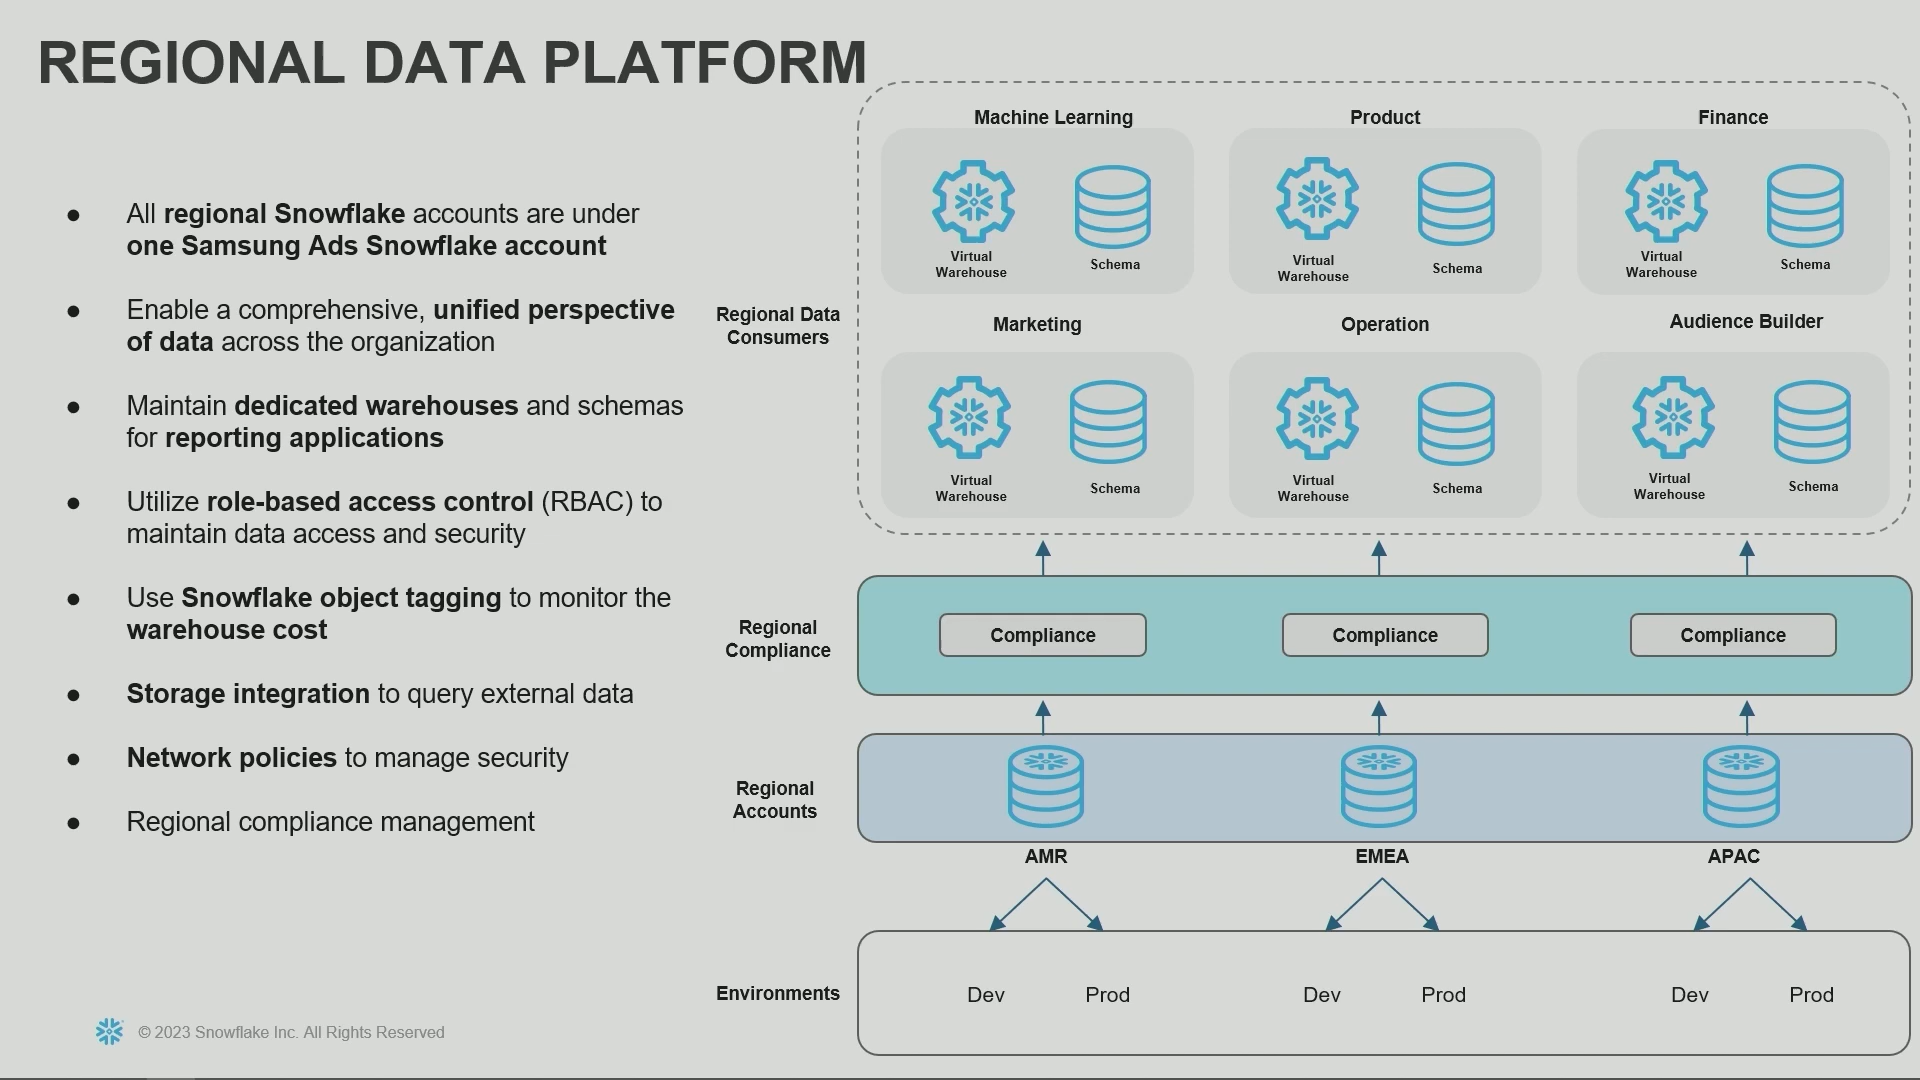 REGIONAL DATA PLATFORM
● All regional Snowflake accounts are under
one Samsung Ads Snowflake account
● Enable a comprehensive, unified perspective
of data across the organization
● Maintain dedicated warehouses and schemas
for reporting applications
● Utilize role-based access control (RBAC) to
maintain data access and security
● Use Snowflake object tagging to monitor the
warehouse cost
● Storage integration to query external data
● Network policies to manage security
● Regional compliance management
Regional Data
Consumers
Machine Learning
Virtual
Warehouse
Schema
Product
Virtual
Warehouse
Schema
Finance
Virtual
Warehouse
Schema
Marketing
Virtual
Warehouse
Schema
Operation
Virtual
Warehouse
Schema
Audience Builder
Virtual
Warehouse
Schema
Regional
Compliance
Compliance
Compliance
Compliance
Regional
Accounts
AMR
EMEA
APAC
Environments
Dev
Prod
Dev
Prod
Dev
Prod
© 2023 Snowflake Inc. All Rights Reserved